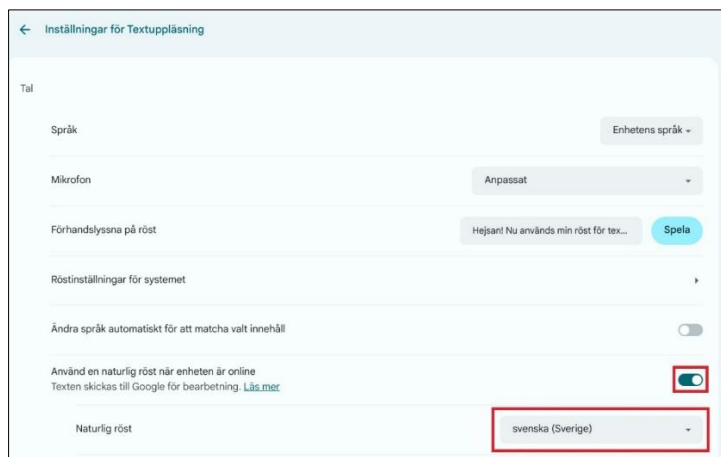 Inställningar för Textuppläsning
Tal
Språk
Enhetens språk
Mikrofon
Anpassat
Förhandlyssna på röst
Hejsan! Nu används min röst för tex...
Spela
Röstinställningar för systemet
Ändra språk automatiskt för att matcha valt innehåll
Använd en naturlig röst när enheten är online
Texten skickas till Google för bearbetning. Läs mer
Naturlig röst
svenska (Sverige)